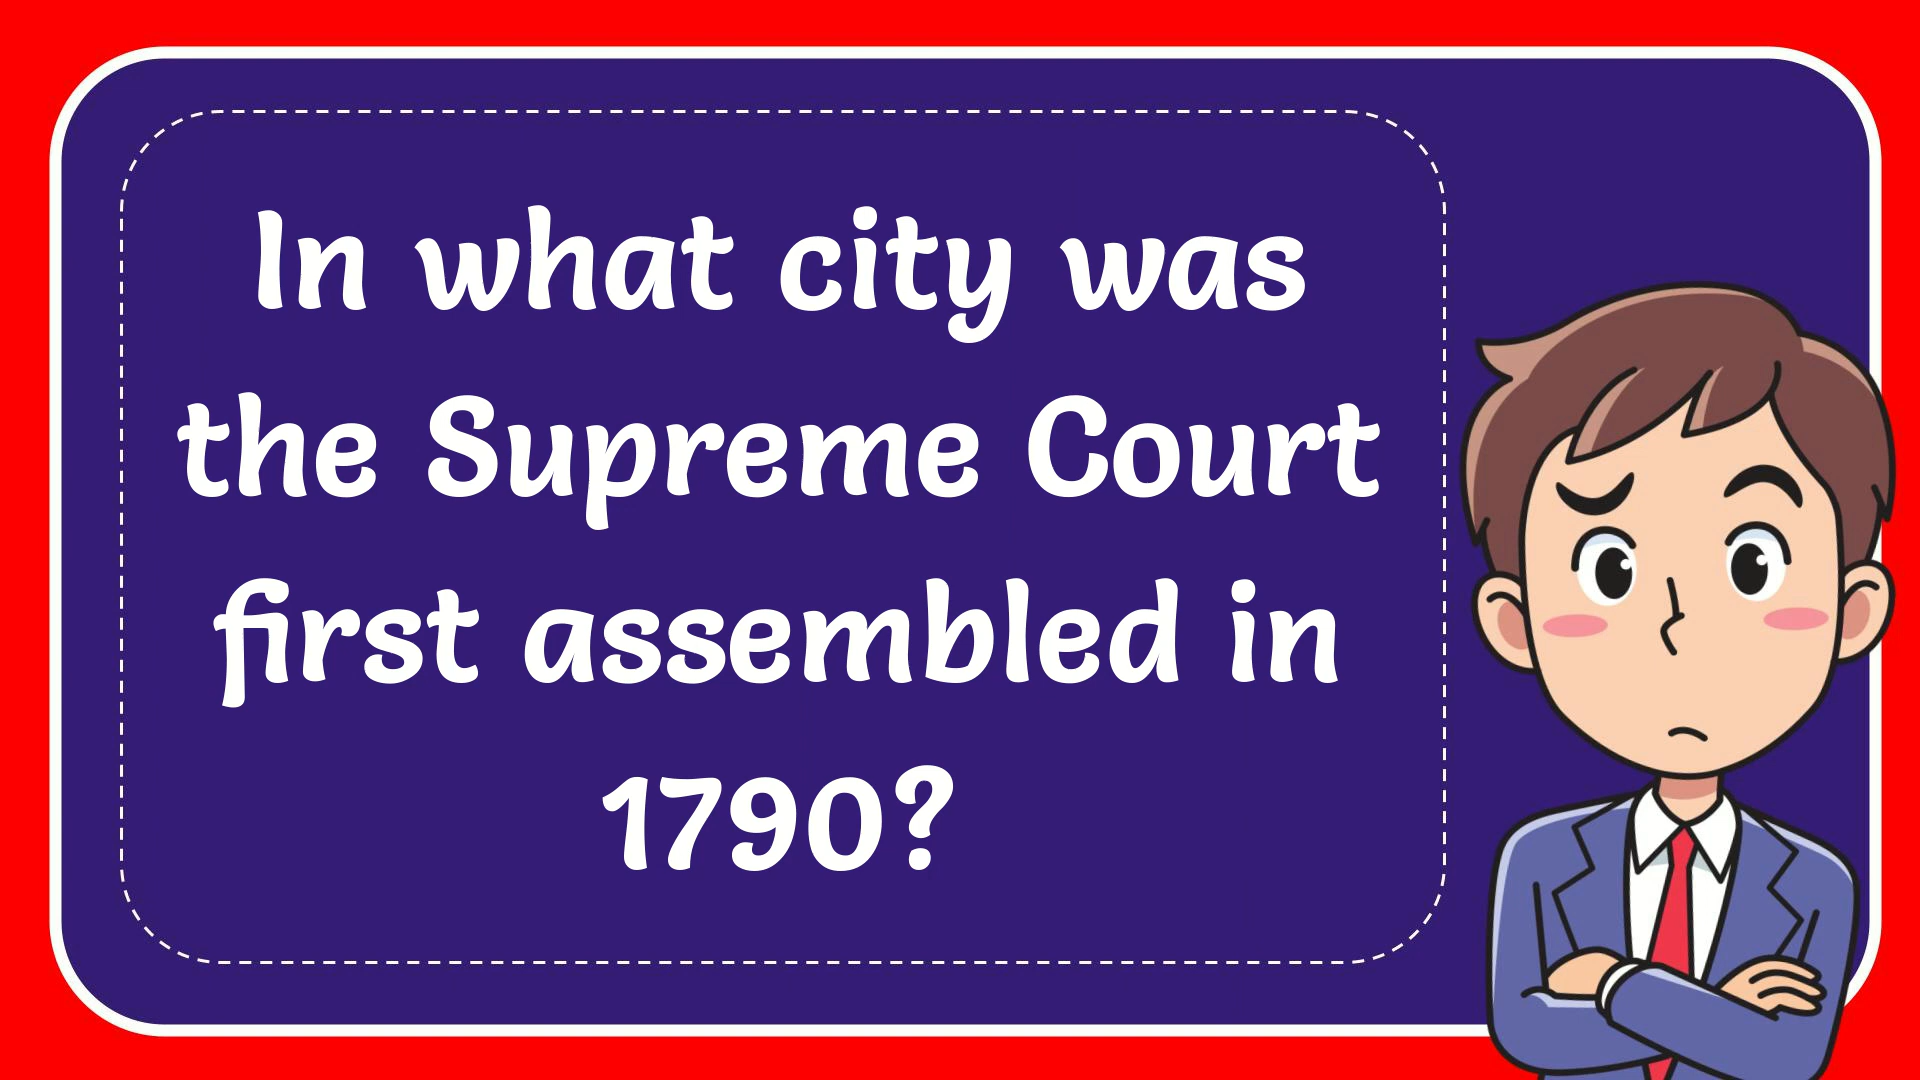 In what city was
the Supreme Court
first assembled in
1790?